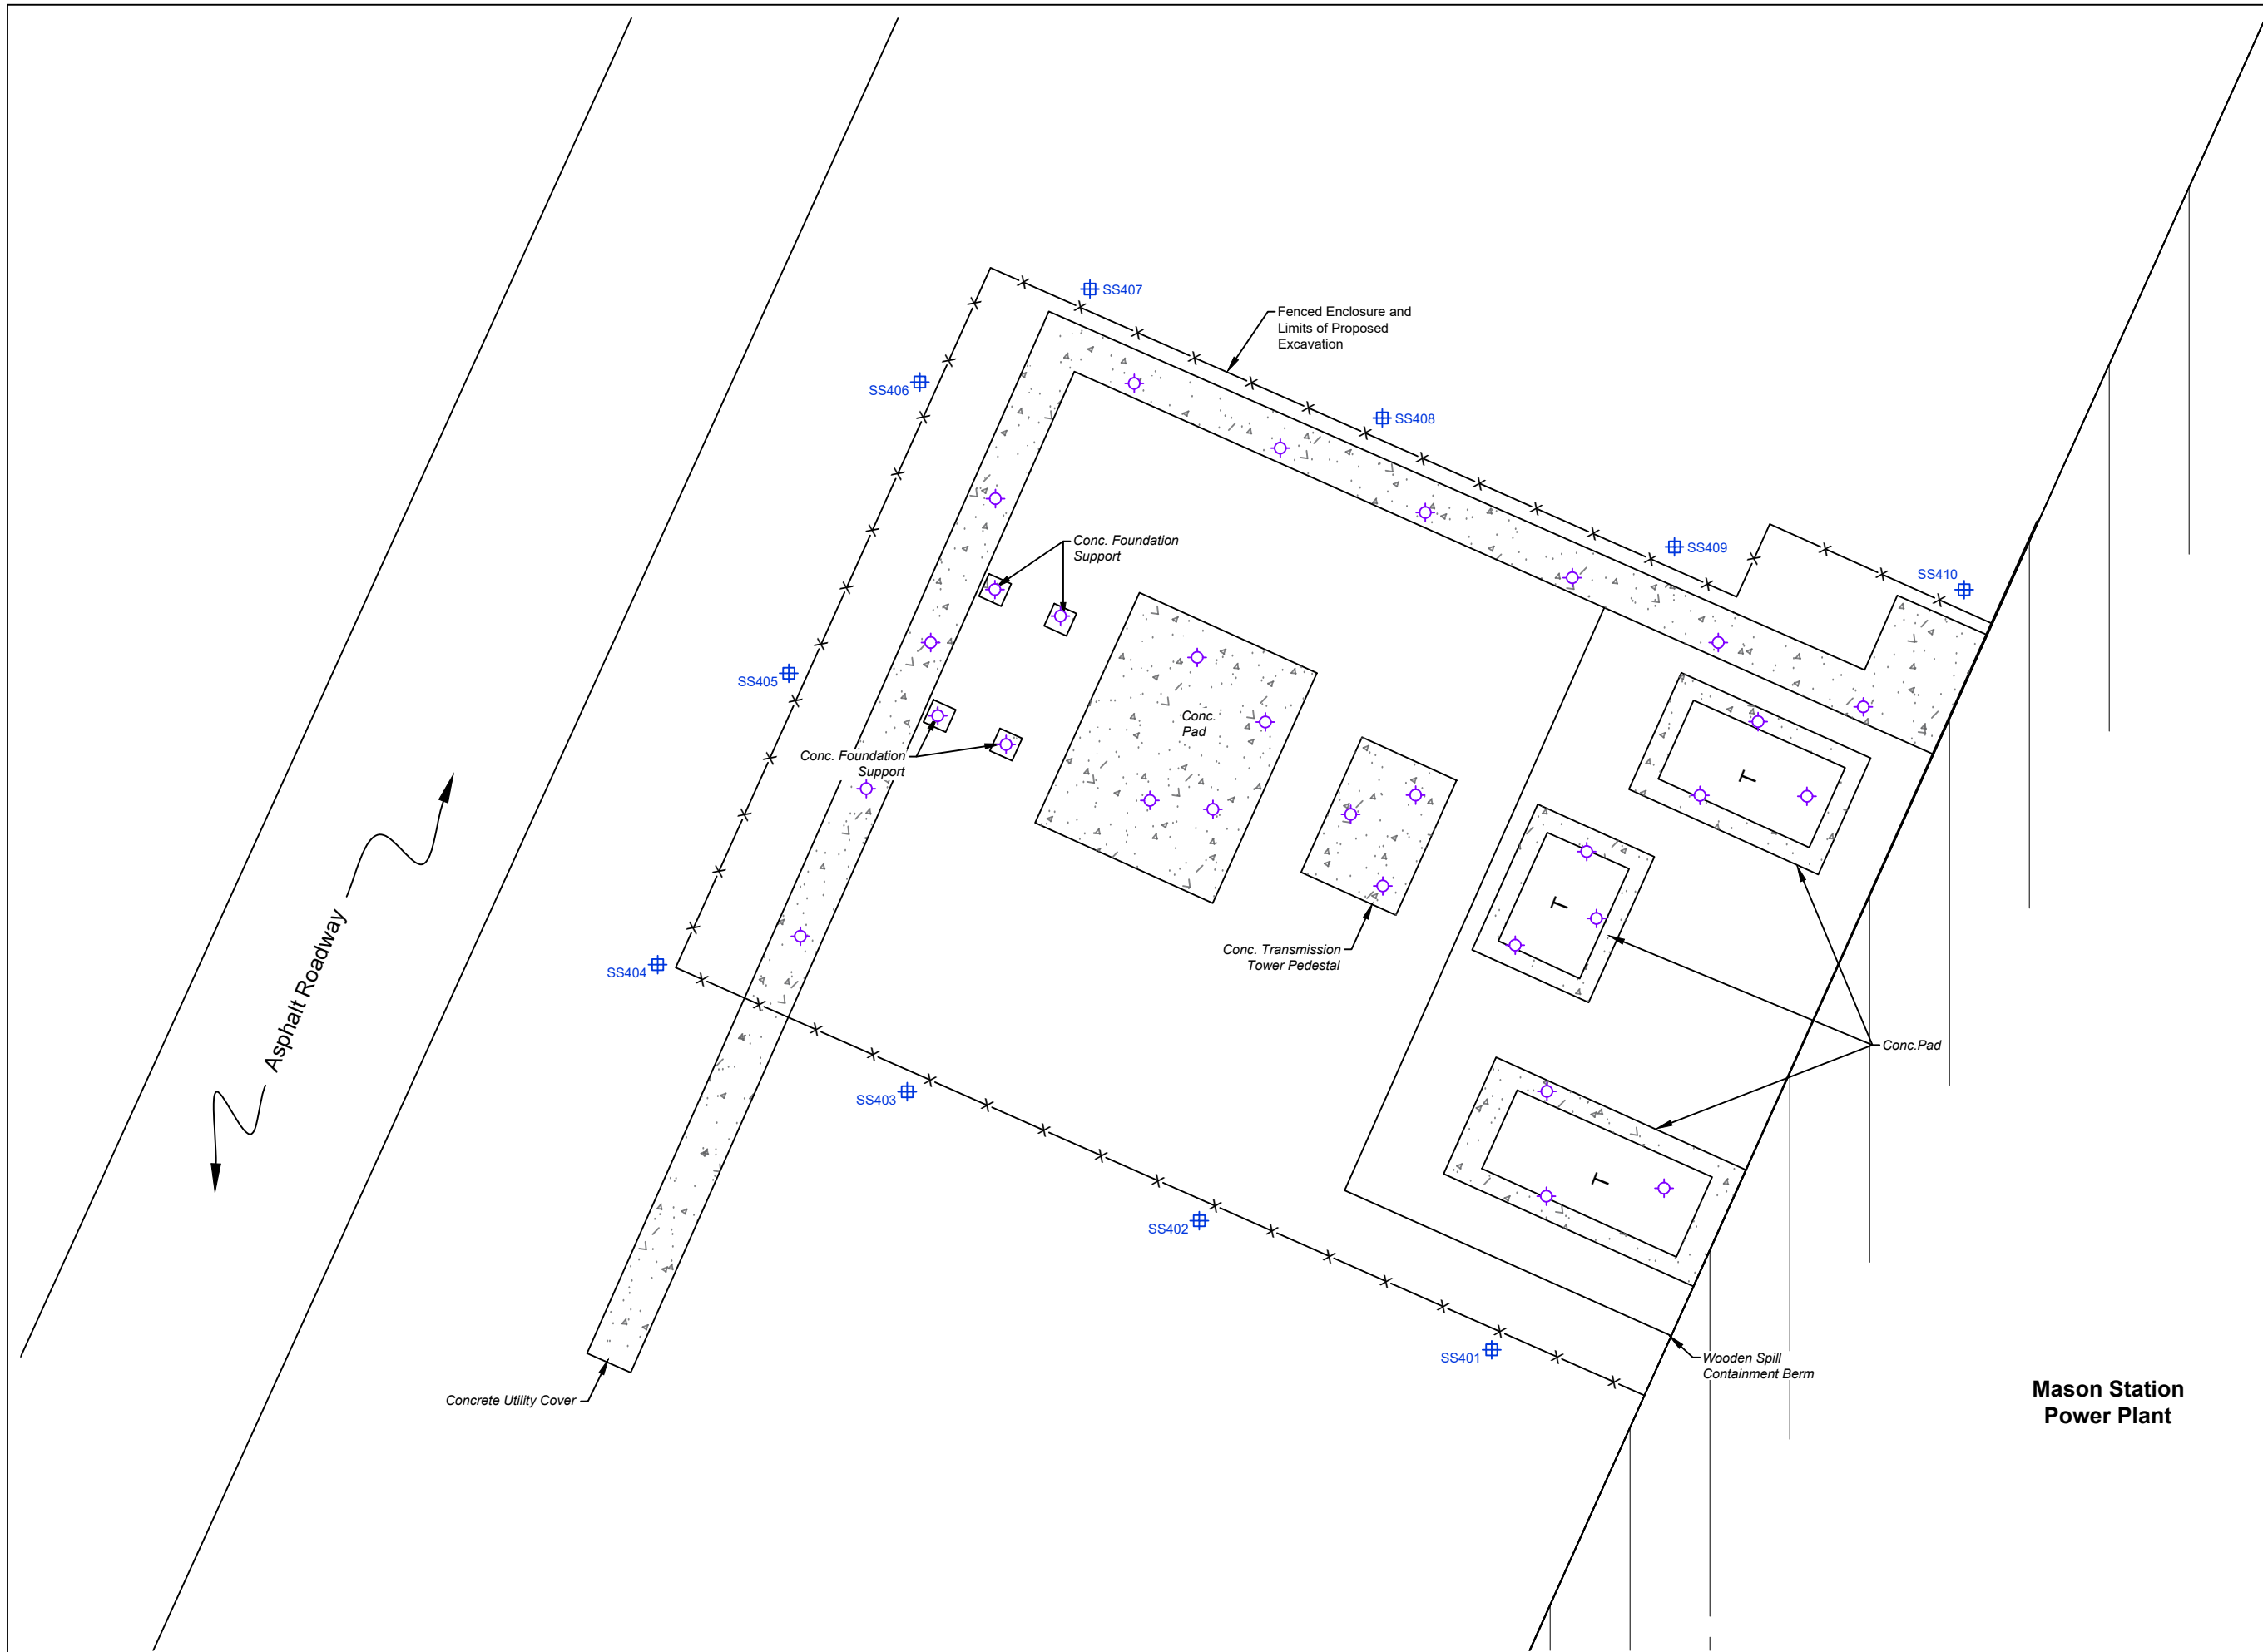 SS407
Fenced Enclosure and
Limits of Proposed
Excavation
SS406
SS408
Conc. Foundation
Support
SS409
SS410
SS405
Conc.
Pad
Conc. Foundation
Support
T
T
Conc. Transmission
Tower Pedestal
SS404
Asphalt Roadway
Conc.Pad
SS403
T
SS402
SS401
Wooden Spill
Containment Berm
Concrete Utility Cover
Mason Station
Power Plant